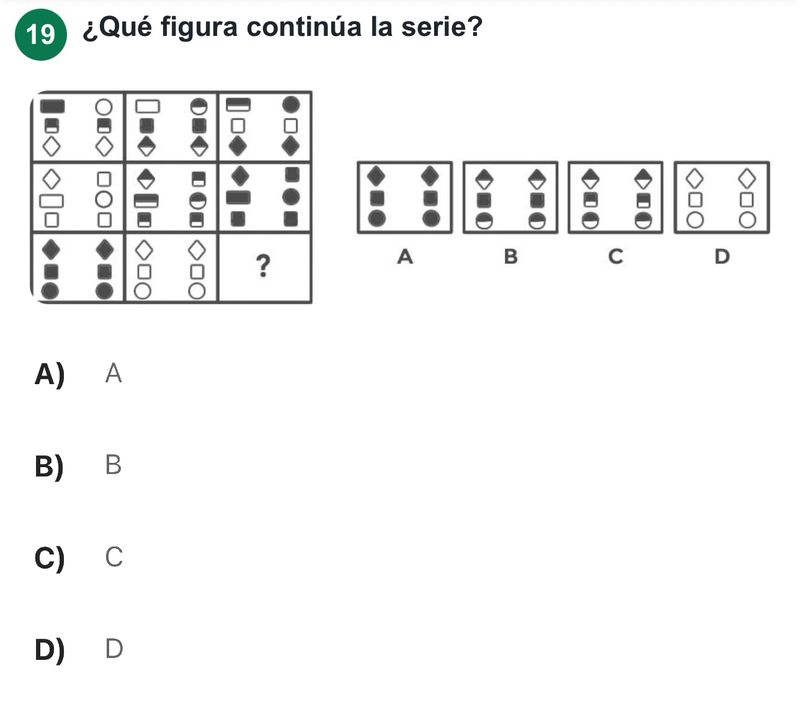 19 ¿Qué figura continúa la serie?
?
A B C D
A) A
B) B
C) C
D) D